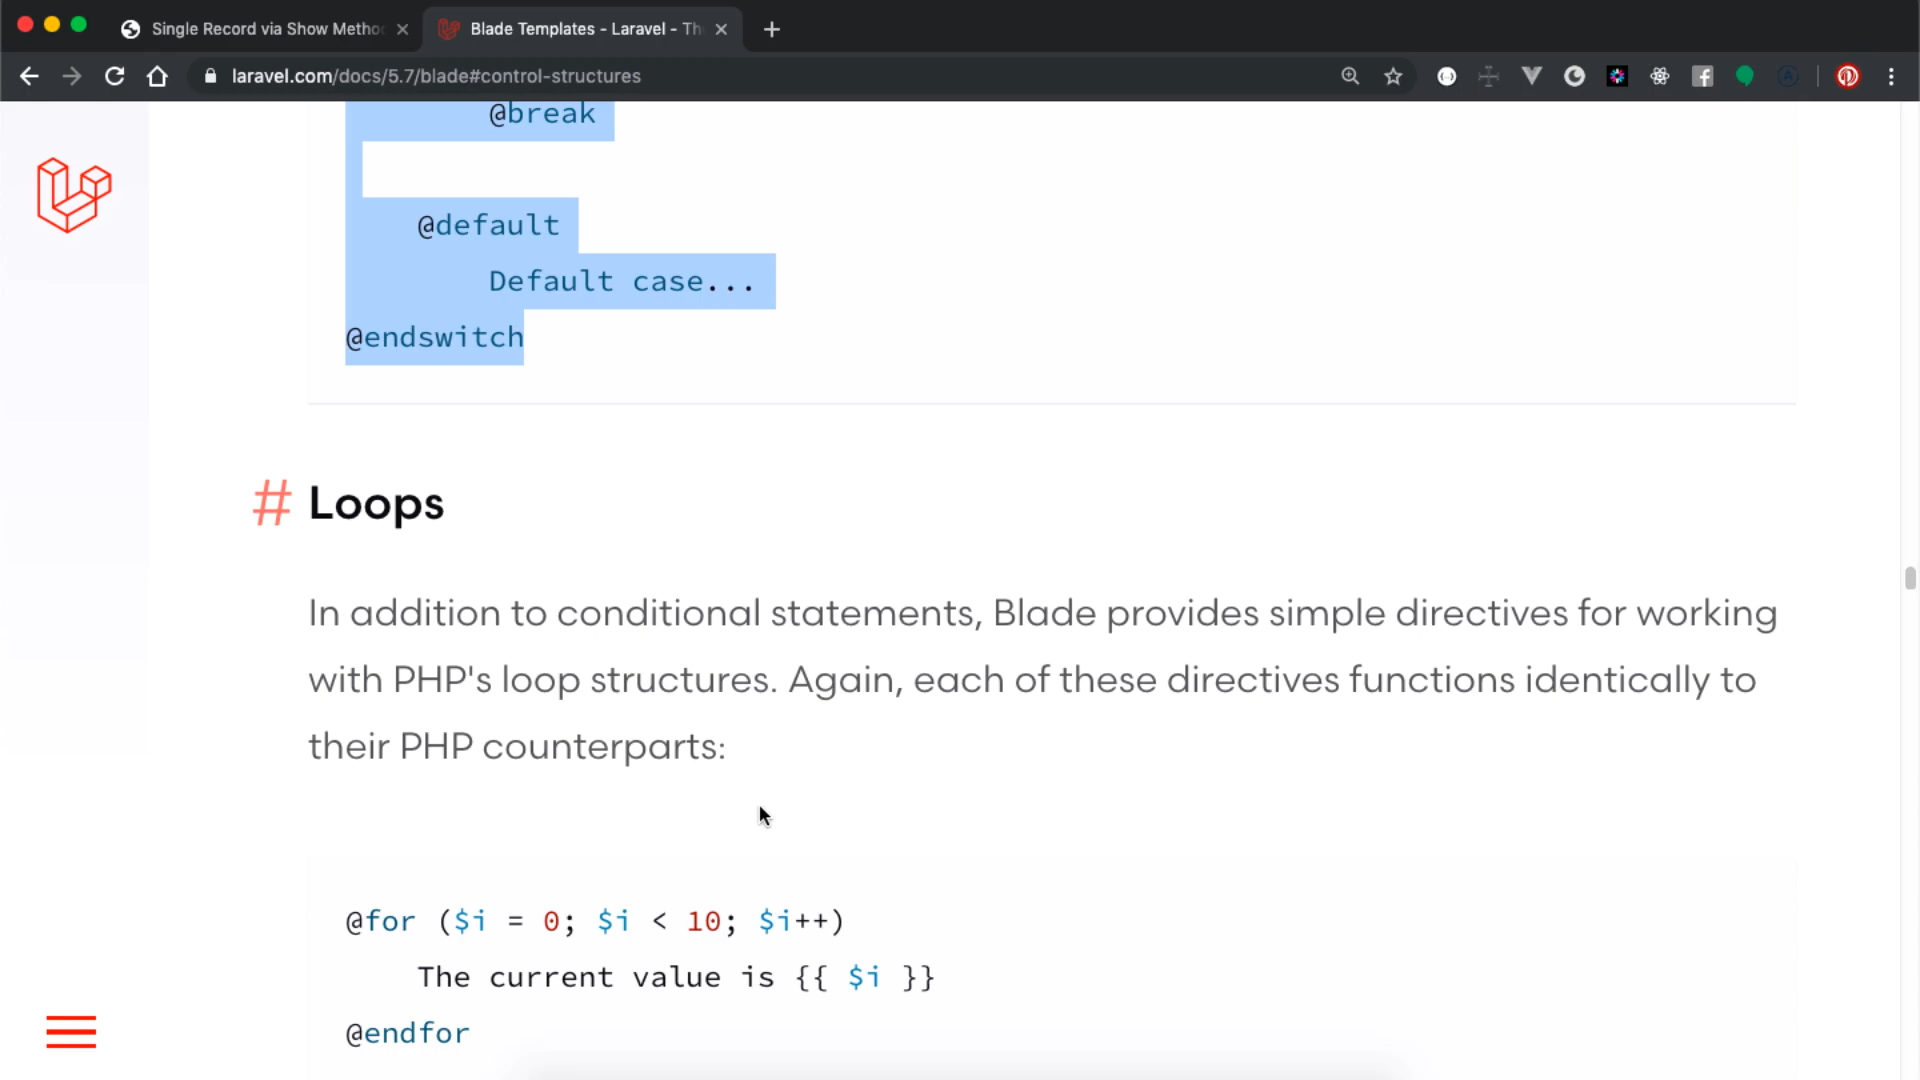 Single Record via Show Metho
Blade Templates - Laravel - Th
laravel.com/docs/5.7/blade#control-structures
@break
@default
Default case...
@endswitch
# Loops
In addition to conditional statements, Blade provides simple directives for working
with PHP's loop structures. Again, each of these directives functions identically to
their PHP counterparts:
@for ($i = 0; $i < 10; $i++)
The current value is {{ $i }}
@endfor